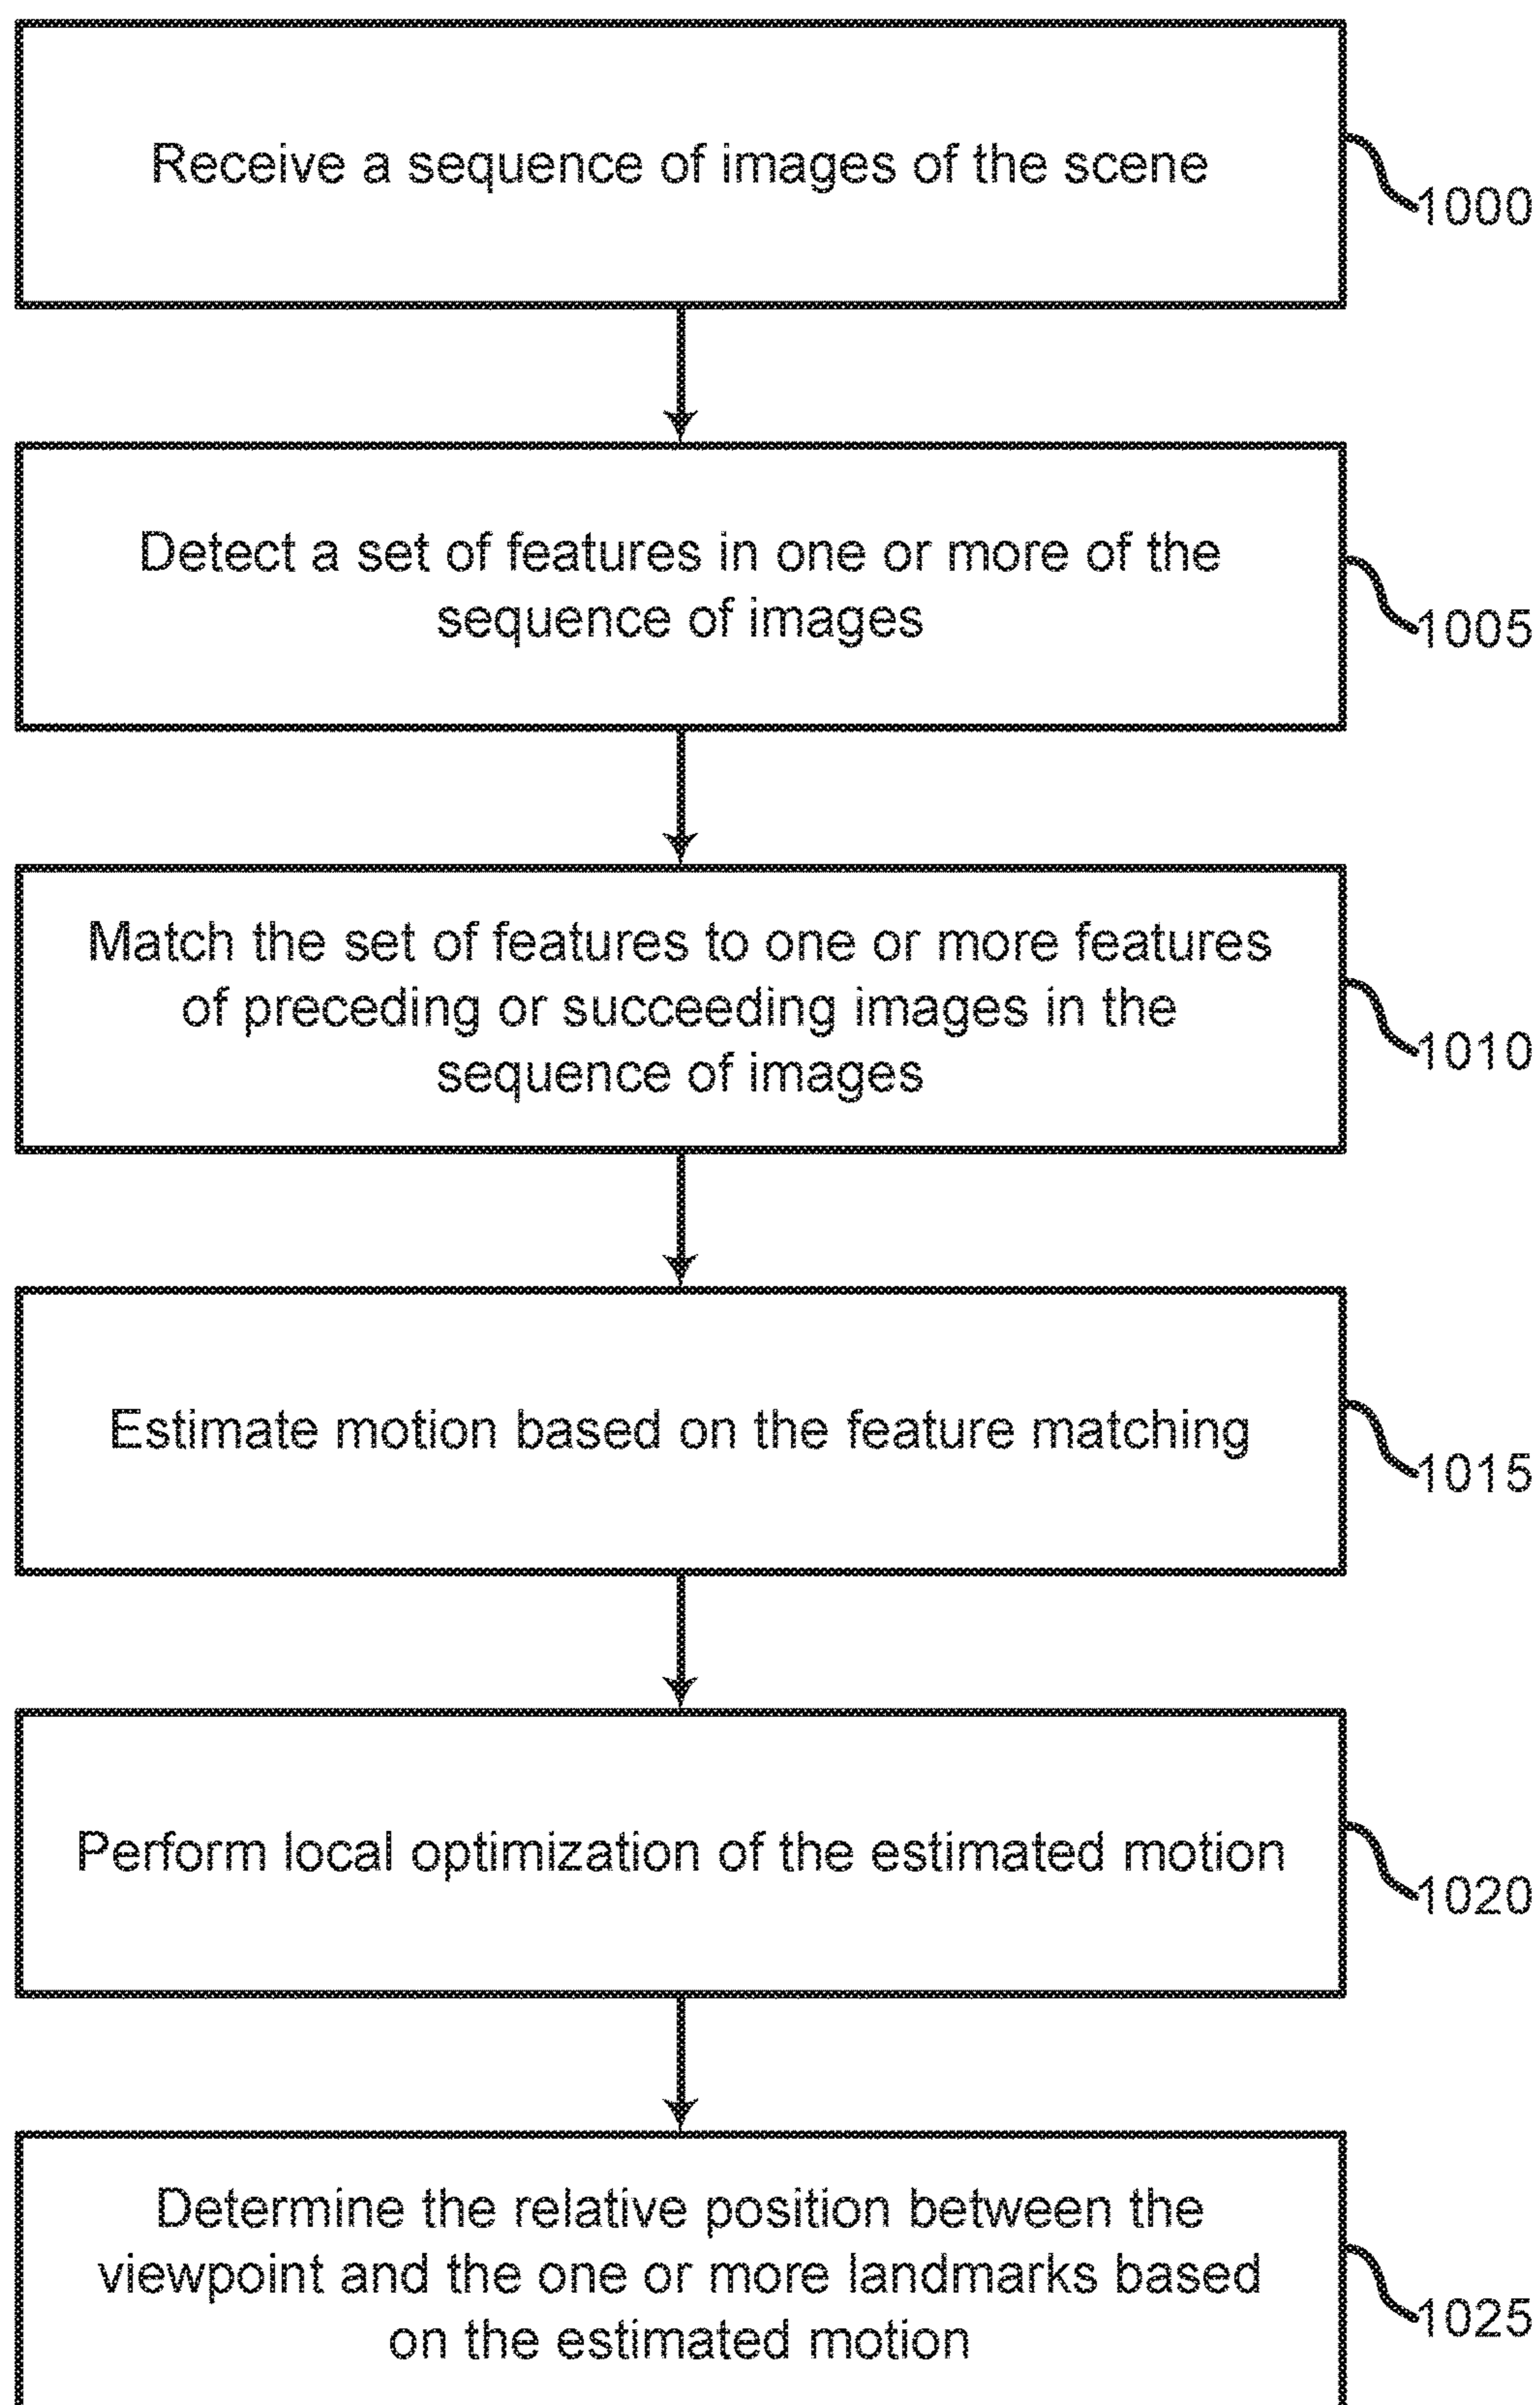 Receive a sequence of images of the scene
1000
Detect a set of features in one or more of the
sequence of images
1005
Match the set of features to one or more features
of preceding or succeeding images in the
sequence of images
1010
Estimate motion based on the feature matching
1015
Perform local optimization of the estimated motion
1020
Determine the relative position between the
viewpoint and the one or more landmarks based
on the estimated motion
1025